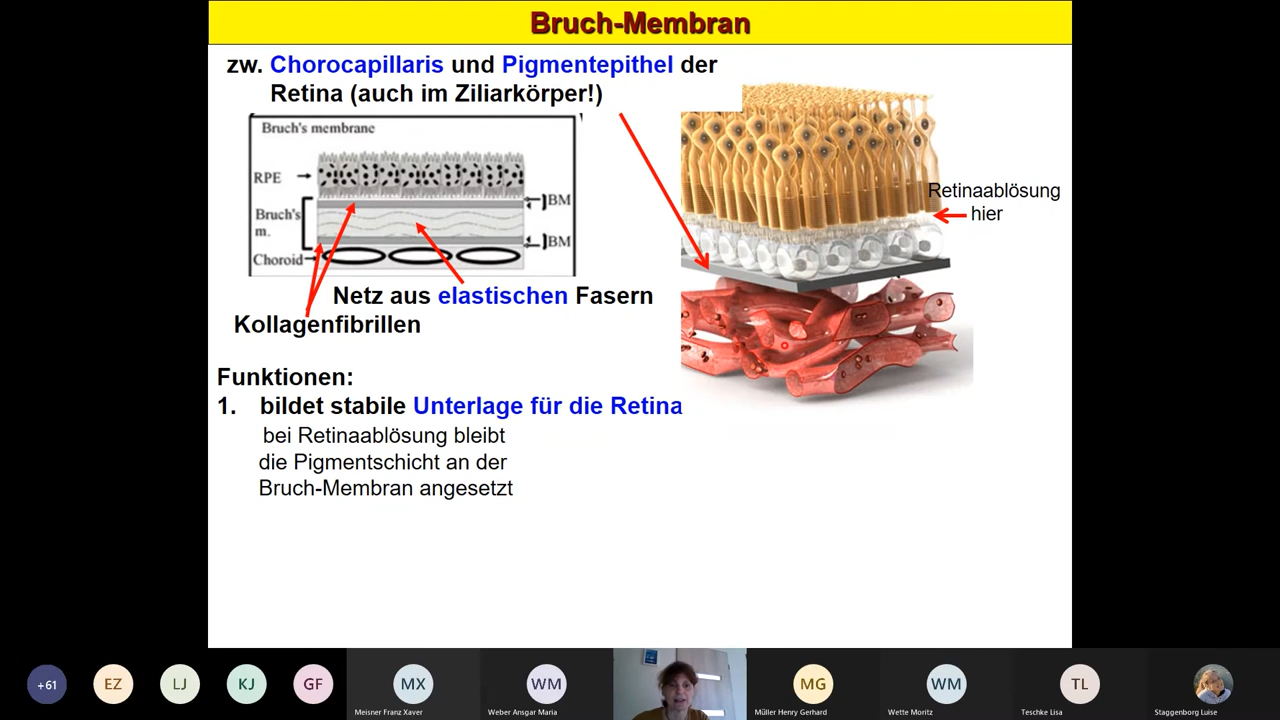 Bruch-Membran
zw. Chorocapillaris und Pigmentepithel der
Retina (auch im Ziliarkörper!)
Bruch's membrane
RPE
BM
Bruch's
m.
BM
Choroid
Retinaablösung
hier
Netz aus elastischen Fasern
Kollagenfibrillen
Funktionen:
1. bildet stabile Unterlage für die Retina
bei Retinaablösung bleibt
die Pigmentschicht an der
Bruch-Membran angesetzt
+61
EZ
LJ
KJ
GF
MX
WM
MG
WM
TL
Meisner Franz Xaver
Weber Ansgar Maria
Müller Henry Gerhard
Wette Moritz
Teschke Lisa
Staggenborg Luise